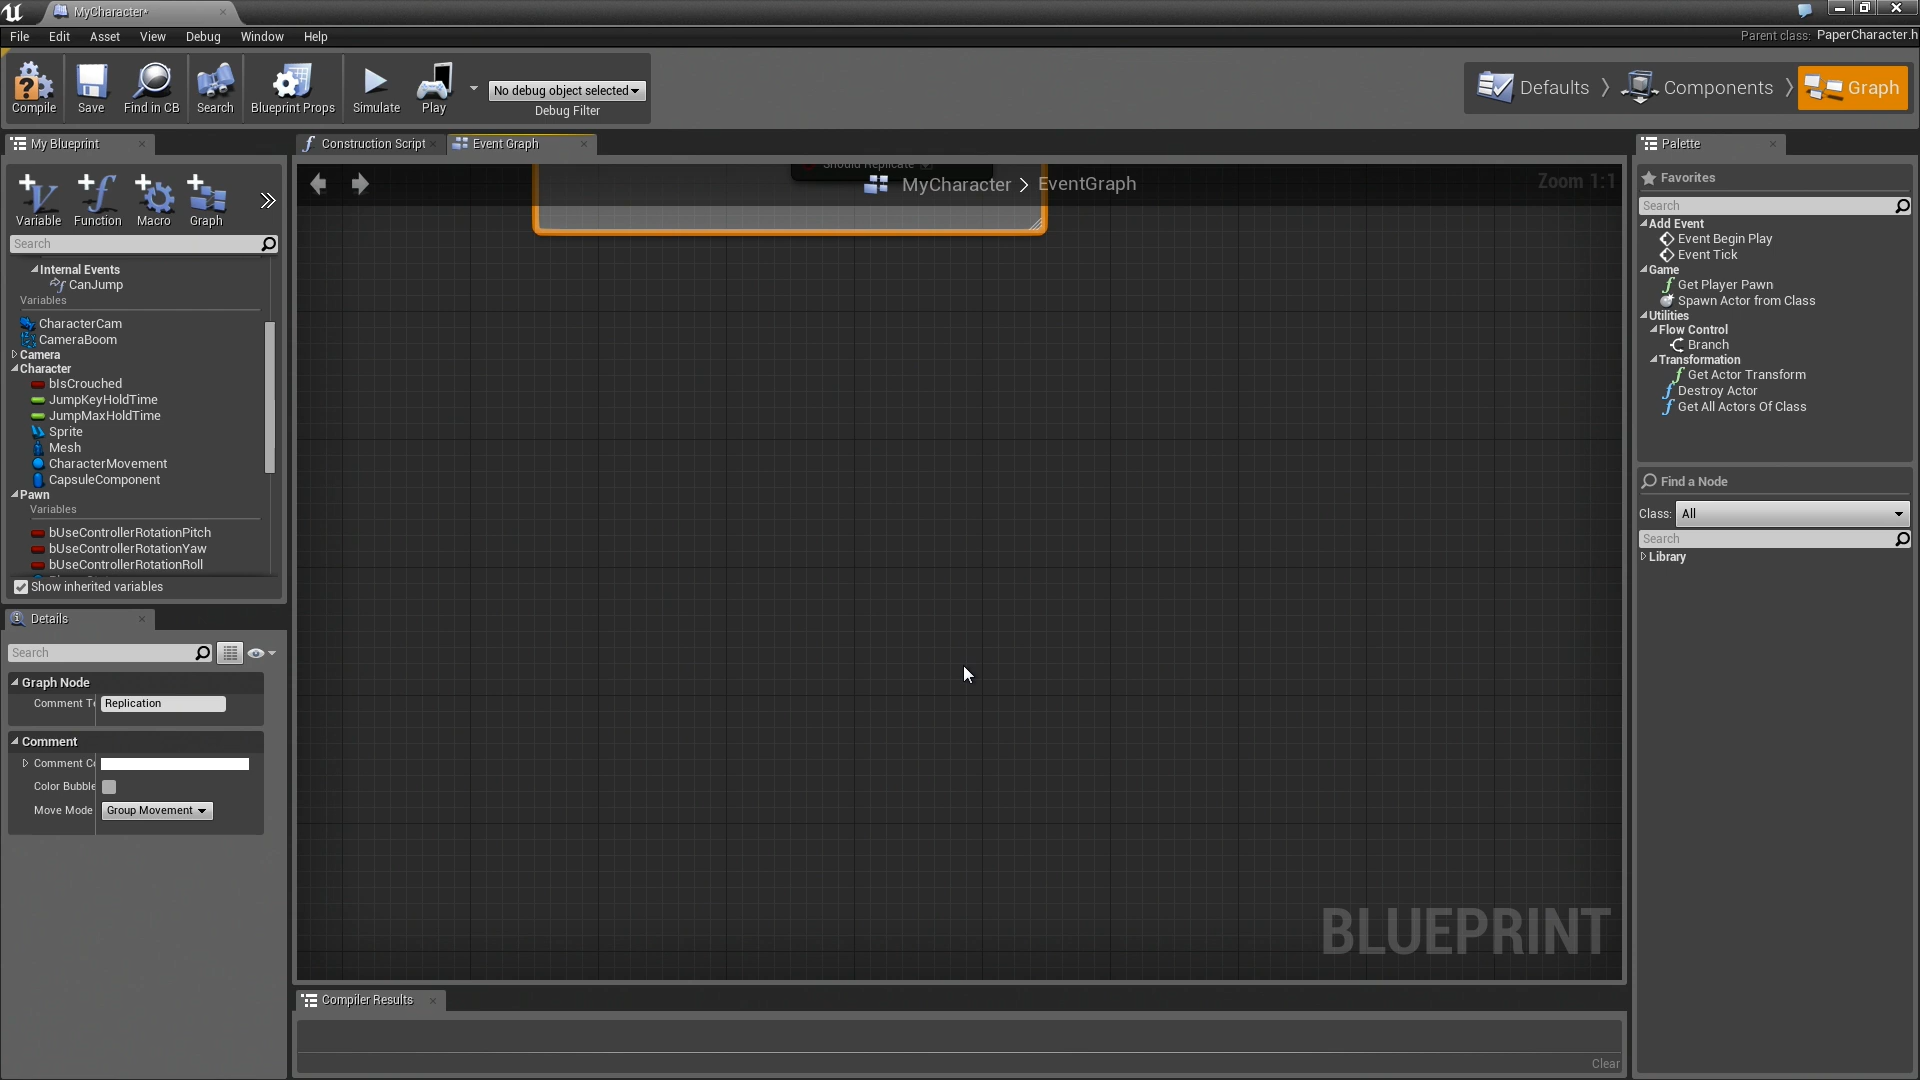 MyCharacter*
File Edit Asset View Debug Window Help
Parent class: PaperCharacter.h
Compile
Save
Find in CB
Search
Blueprint Props
Simulate
Play
No debug object selected
Debug Filter
Defaults
Components
Graph
My Blueprint
Variable
Function
Macro
Graph
Search
Internal Events
CanJump
Variables
CharacterCam
CameraBoom
Camera
Character
bIsCrouched
JumpKeyHoldTime
JumpMaxHoldTime
Sprite
Mesh
CharacterMovement
CapsuleComponent
Pawn
Variables
bUseControllerRotationPitch
bUseControllerRotationYaw
bUseControllerRotationRoll
Show inherited variables
Details
Search
Graph Node
Comment Te Replication
Comment
Comment Co
Color Bubble
Move Mode Group Movement
Construction Script
Event Graph
Should Replicate
MyCharacter > EventGraph
Zoom 1:1
BLUEPRINT
Compiler Results
Clear
Palette
Favorites
Search
Add Event
Event Begin Play
Event Tick
Game
Get Player Pawn
Spawn Actor from Class
Utilities
Flow Control
Branch
Transformation
Get Actor Transform
Destroy Actor
Get All Actors Of Class
Find a Node
Class: All
Search
Library